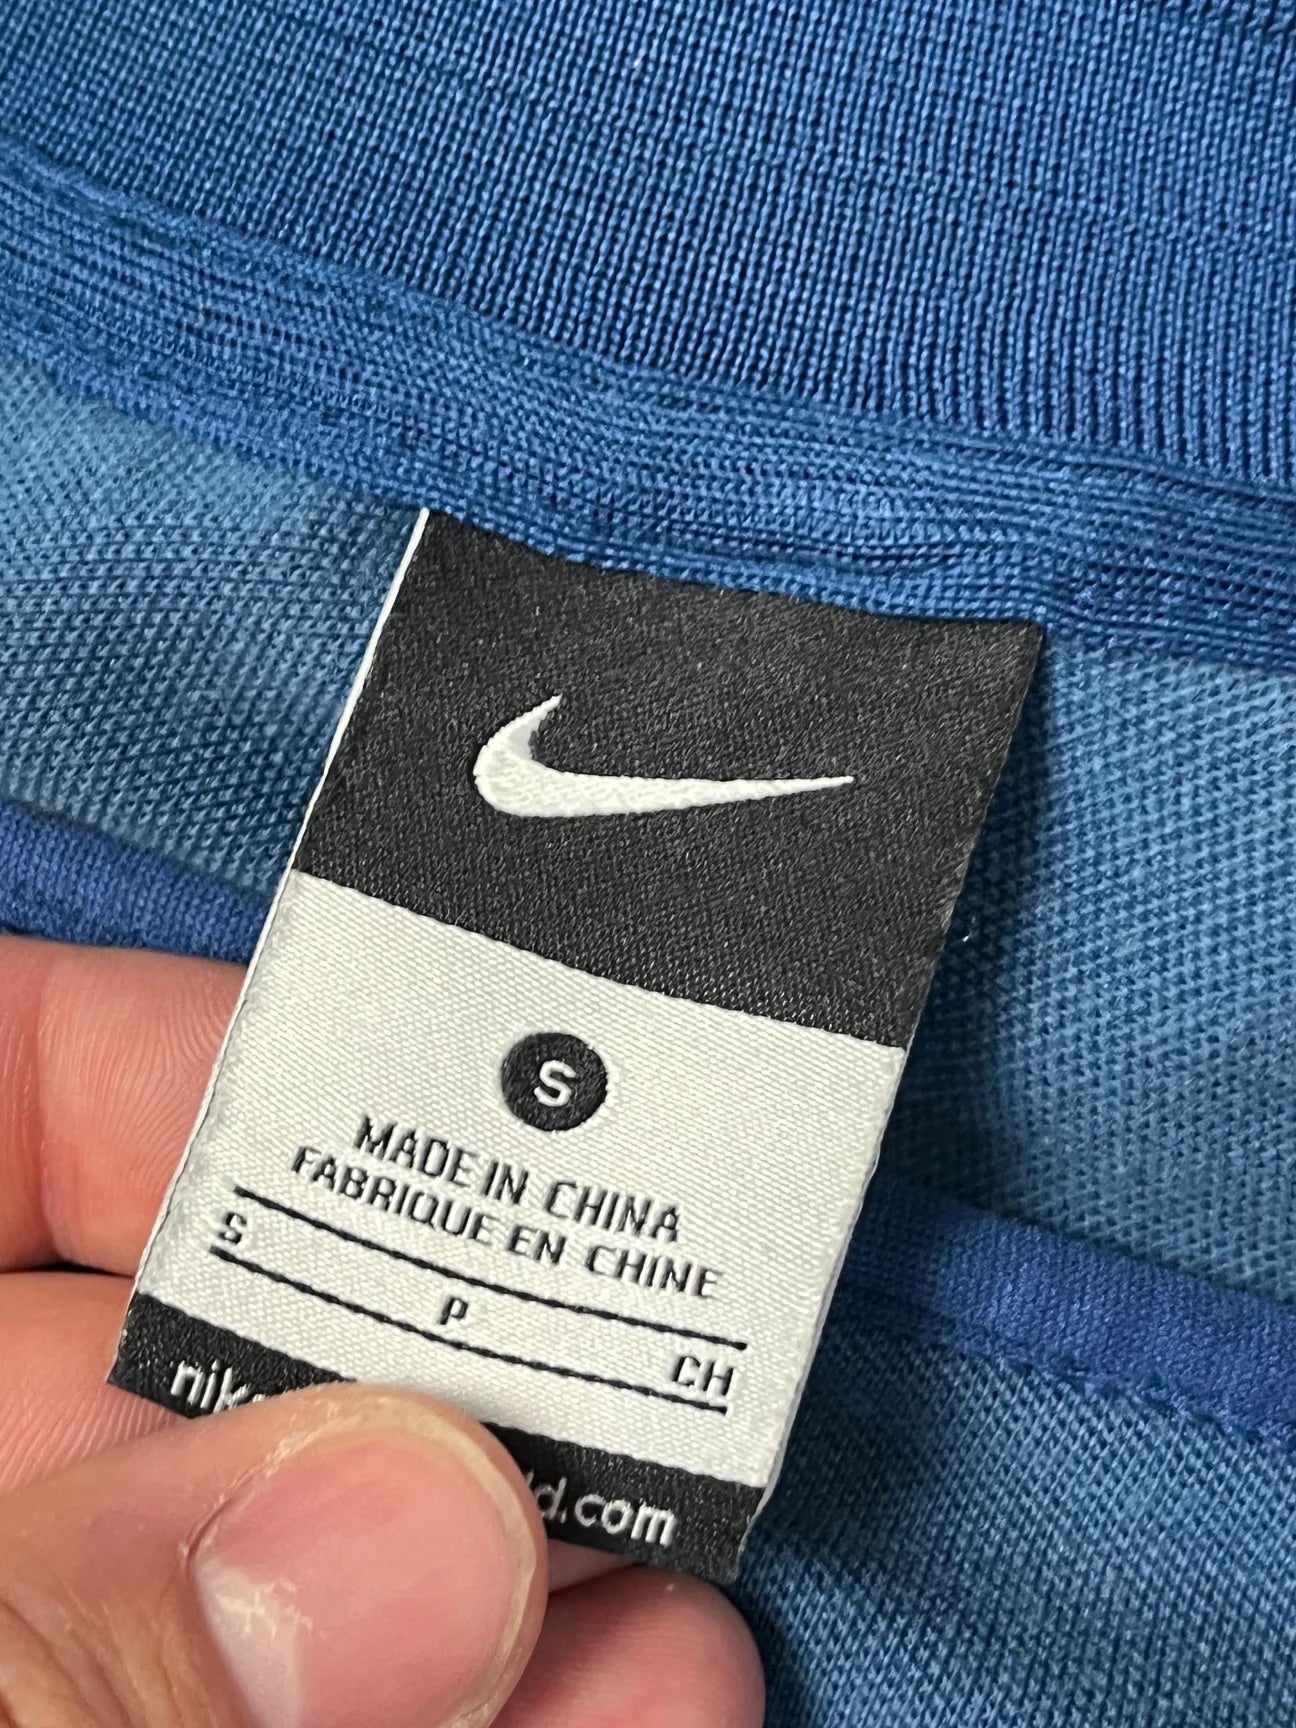 S
MADE IN CHINA
FABRIQUE EN CHINE
S P CH